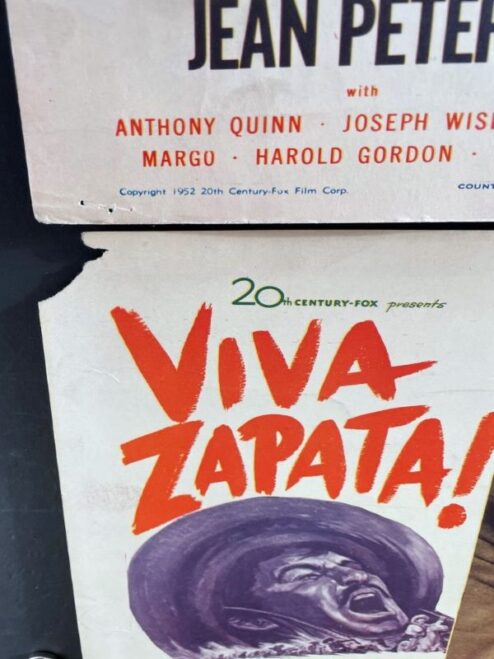 JEAN PETER
with
ANTHONY QUINN · JOSEPH WIS
MARGO · HAROLD GORDON ·
Copyright 1952 20th Century-Fox Film Corp.
COUNT
20th CENTURY-FOX presents
VIVA
ZAPATA!